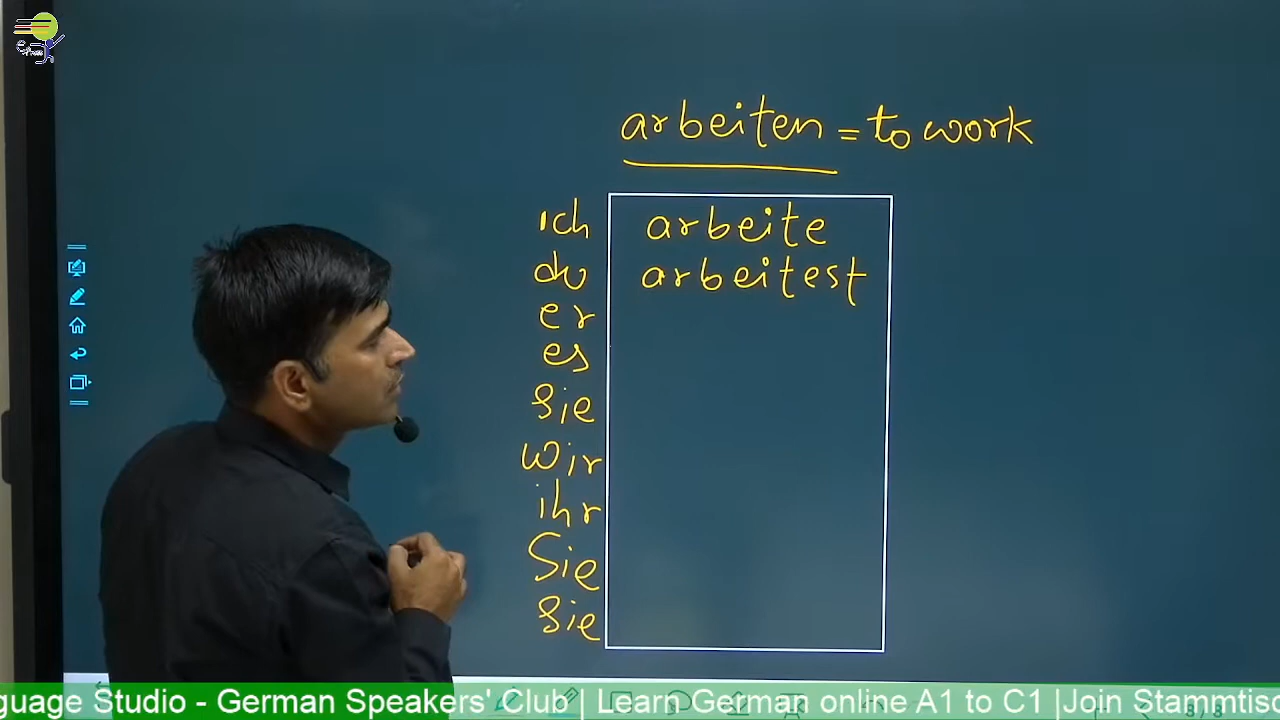 arbeiten = to work
ich arbeite
du arbeitest
er
es
sie
wir
ihr
Sie
sie
guage Studio - German Speakers' Club | Learn German online A1 to C1 | Join Stammtisc